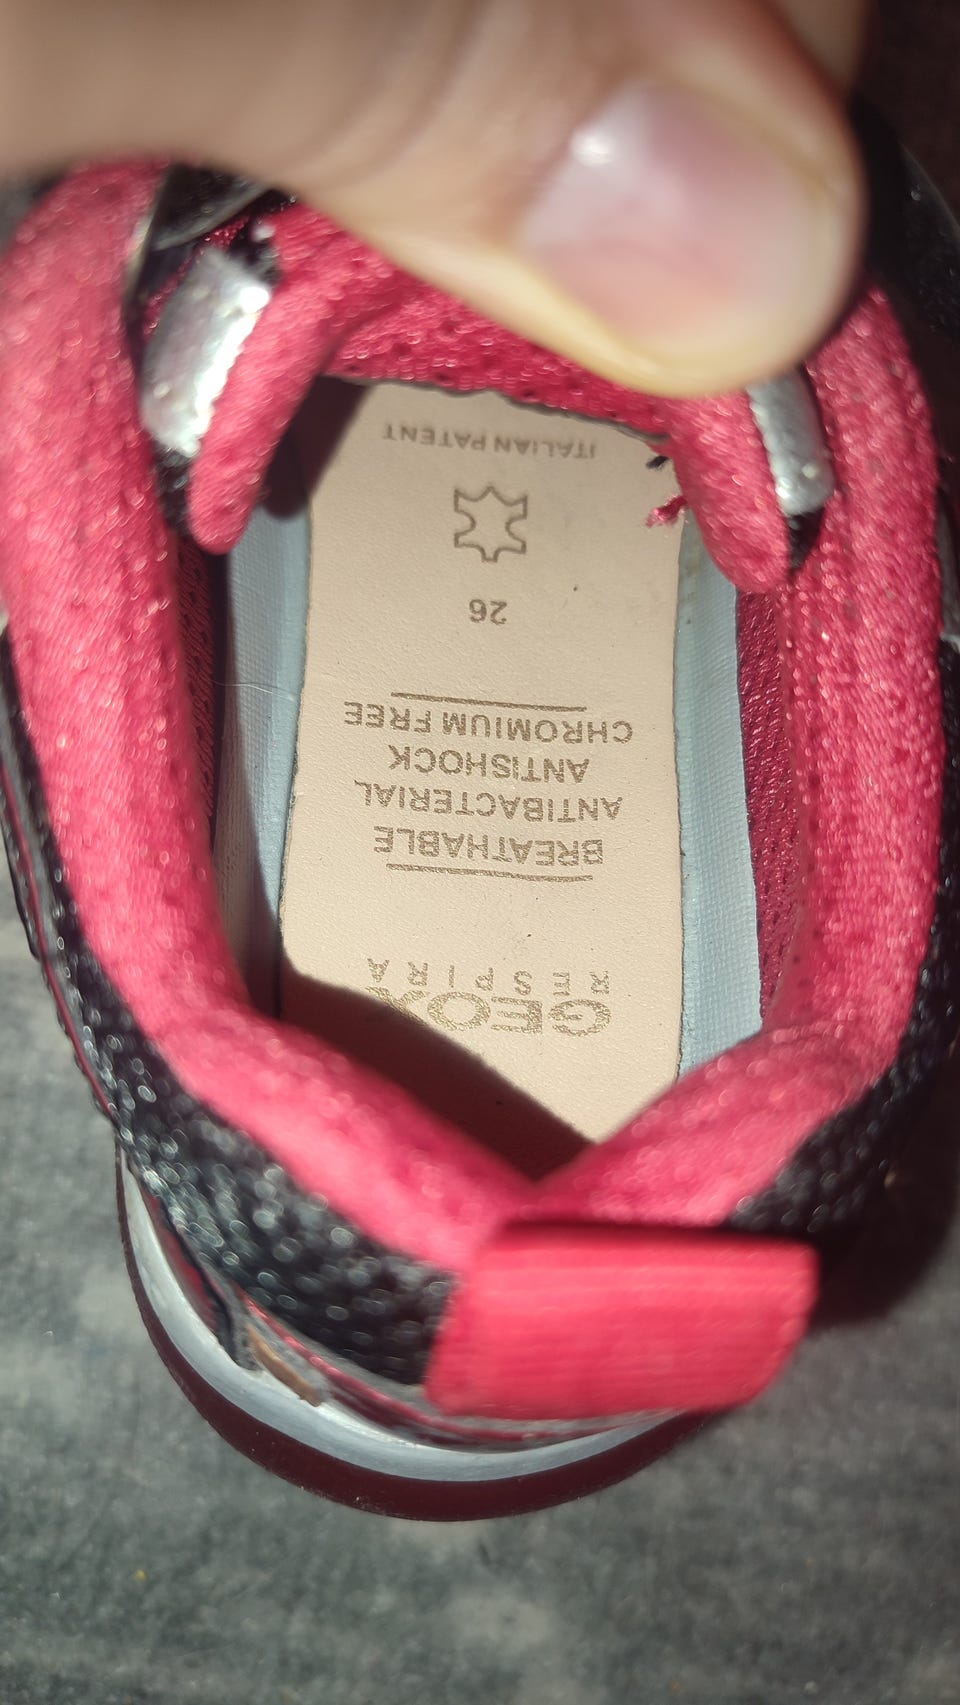 GEOX
RESPIRA
BREATHABLE
ANTIBACTERIAL
ANTISHOCK
CHROMIUM FREE
26
ITALIAN PATENT